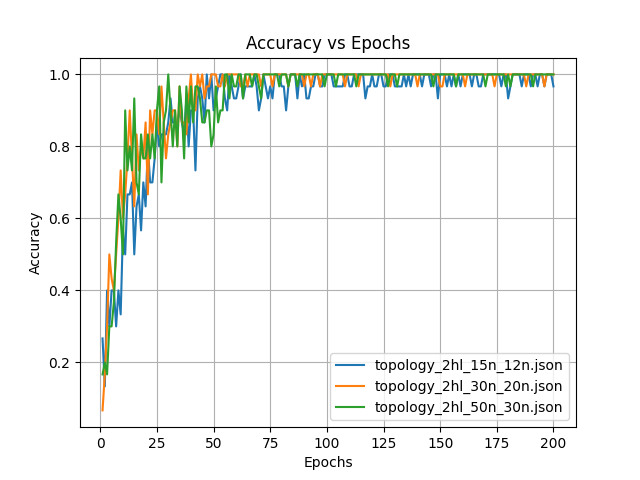 Accuracy vs Epochs
1.0
0.8
0.6
0.4
0.2
Accuracy
0
25
50
75
100
125
150
175
200
Epochs
topology_2hl_15n_12n.json
topology_2hl_30n_20n.json
topology_2hl_50n_30n.json